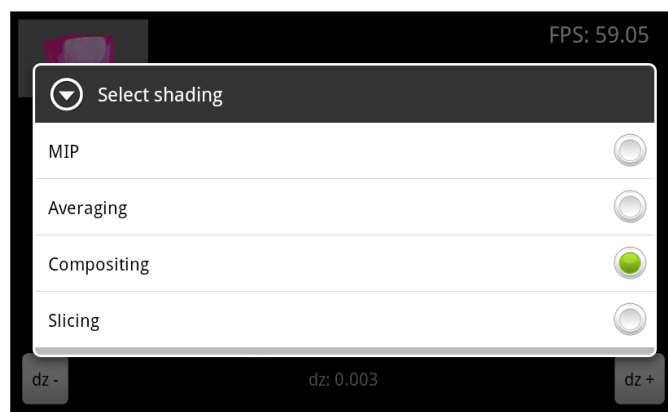 FPS: 59.05
Select shading
MIP
Averaging
Compositing
Slicing
dz - dz: 0.003 dz +